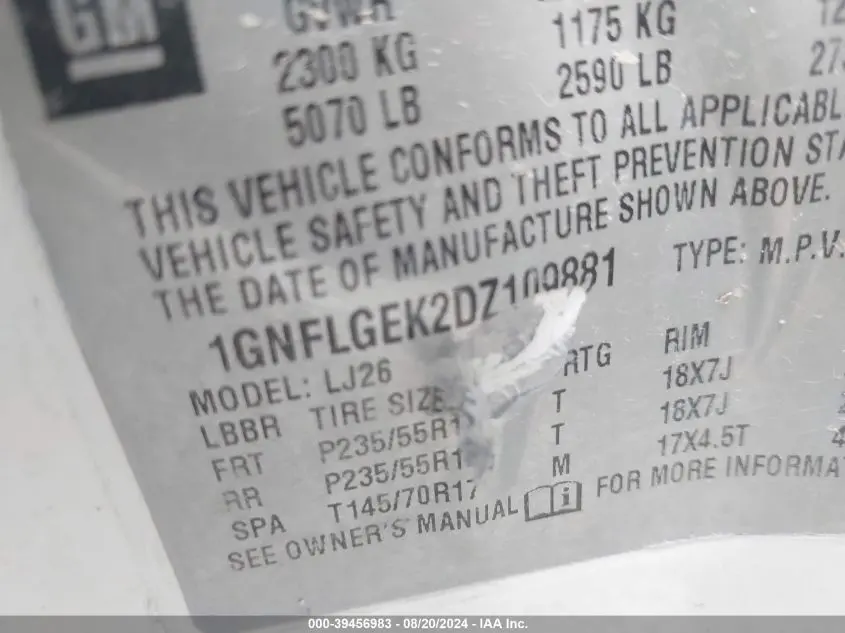 GM
GVWR
2300 KG
1175 KG
5070 LB
2590 LB
THIS VEHICLE CONFORMS TO ALL APPLICABL
VEHICLE SAFETY AND THEFT PREVENTION STA
THE DATE OF MANUFACTURE SHOWN ABOVE.
1GNFLGEK2DZ109881
TYPE: M.P.V.
MODEL: LJ26
LBBR TIRE SIZE RTG RIM
FRT P235/55R1 T 18X7J
RR P235/55R1 T 18X7J
SPA T145/70R17 M 17X4.5T
SEE OWNER'S MANUAL i FOR MORE INFORMA
000-39456983 - 08/20/2024 - IAA Inc.